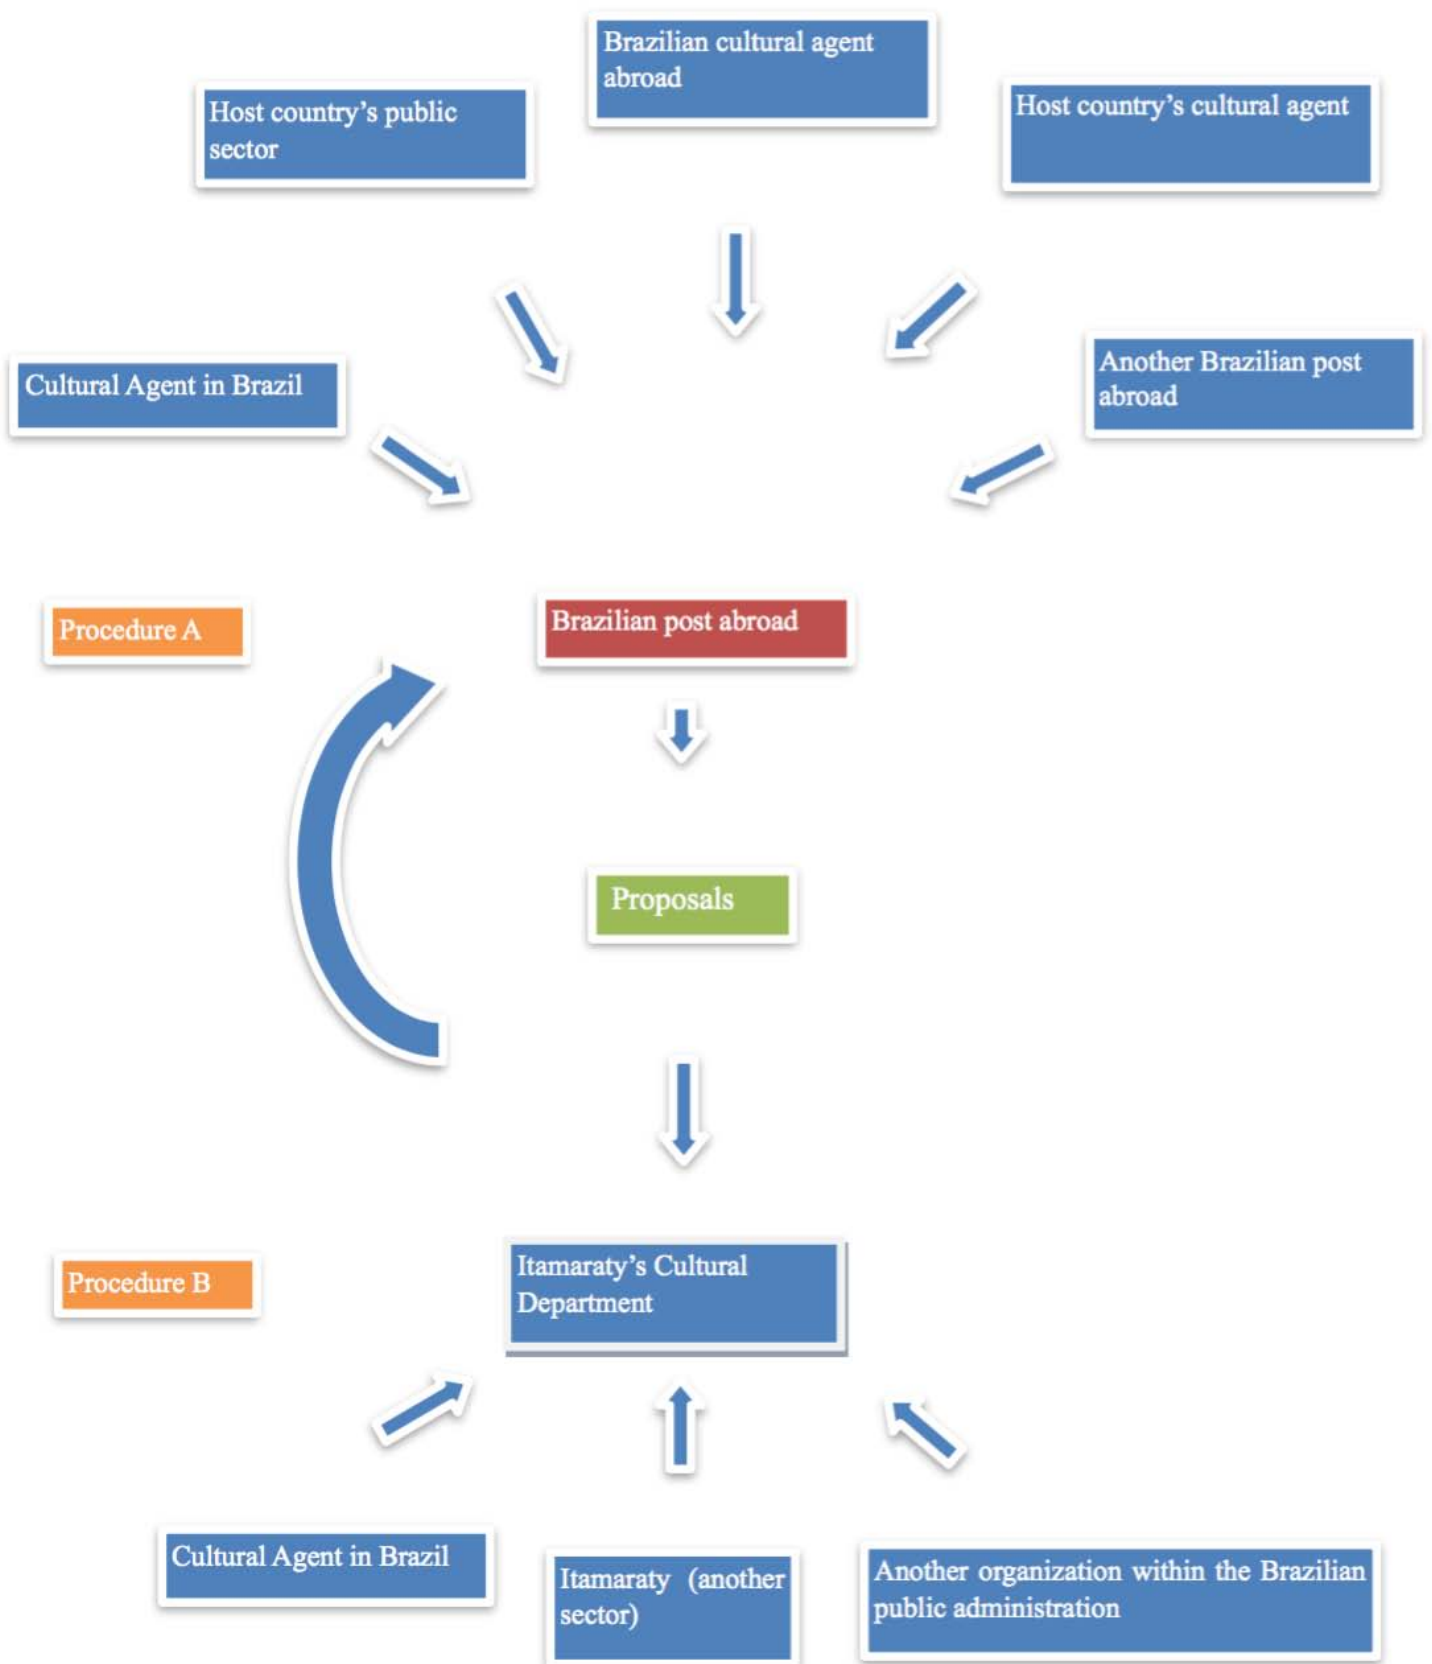 Brazilian cultural agent
abroad
Host country’s public
sector
Host country’s cultural agent
Cultural Agent in Brazil
Another Brazilian post
abroad
Procedure A
Brazilian post abroad
Proposals
Procedure B
Itamaraty’s Cultural
Department
Cultural Agent in Brazil
Itamaraty (another
sector)
Another organization within the Brazilian
public administration